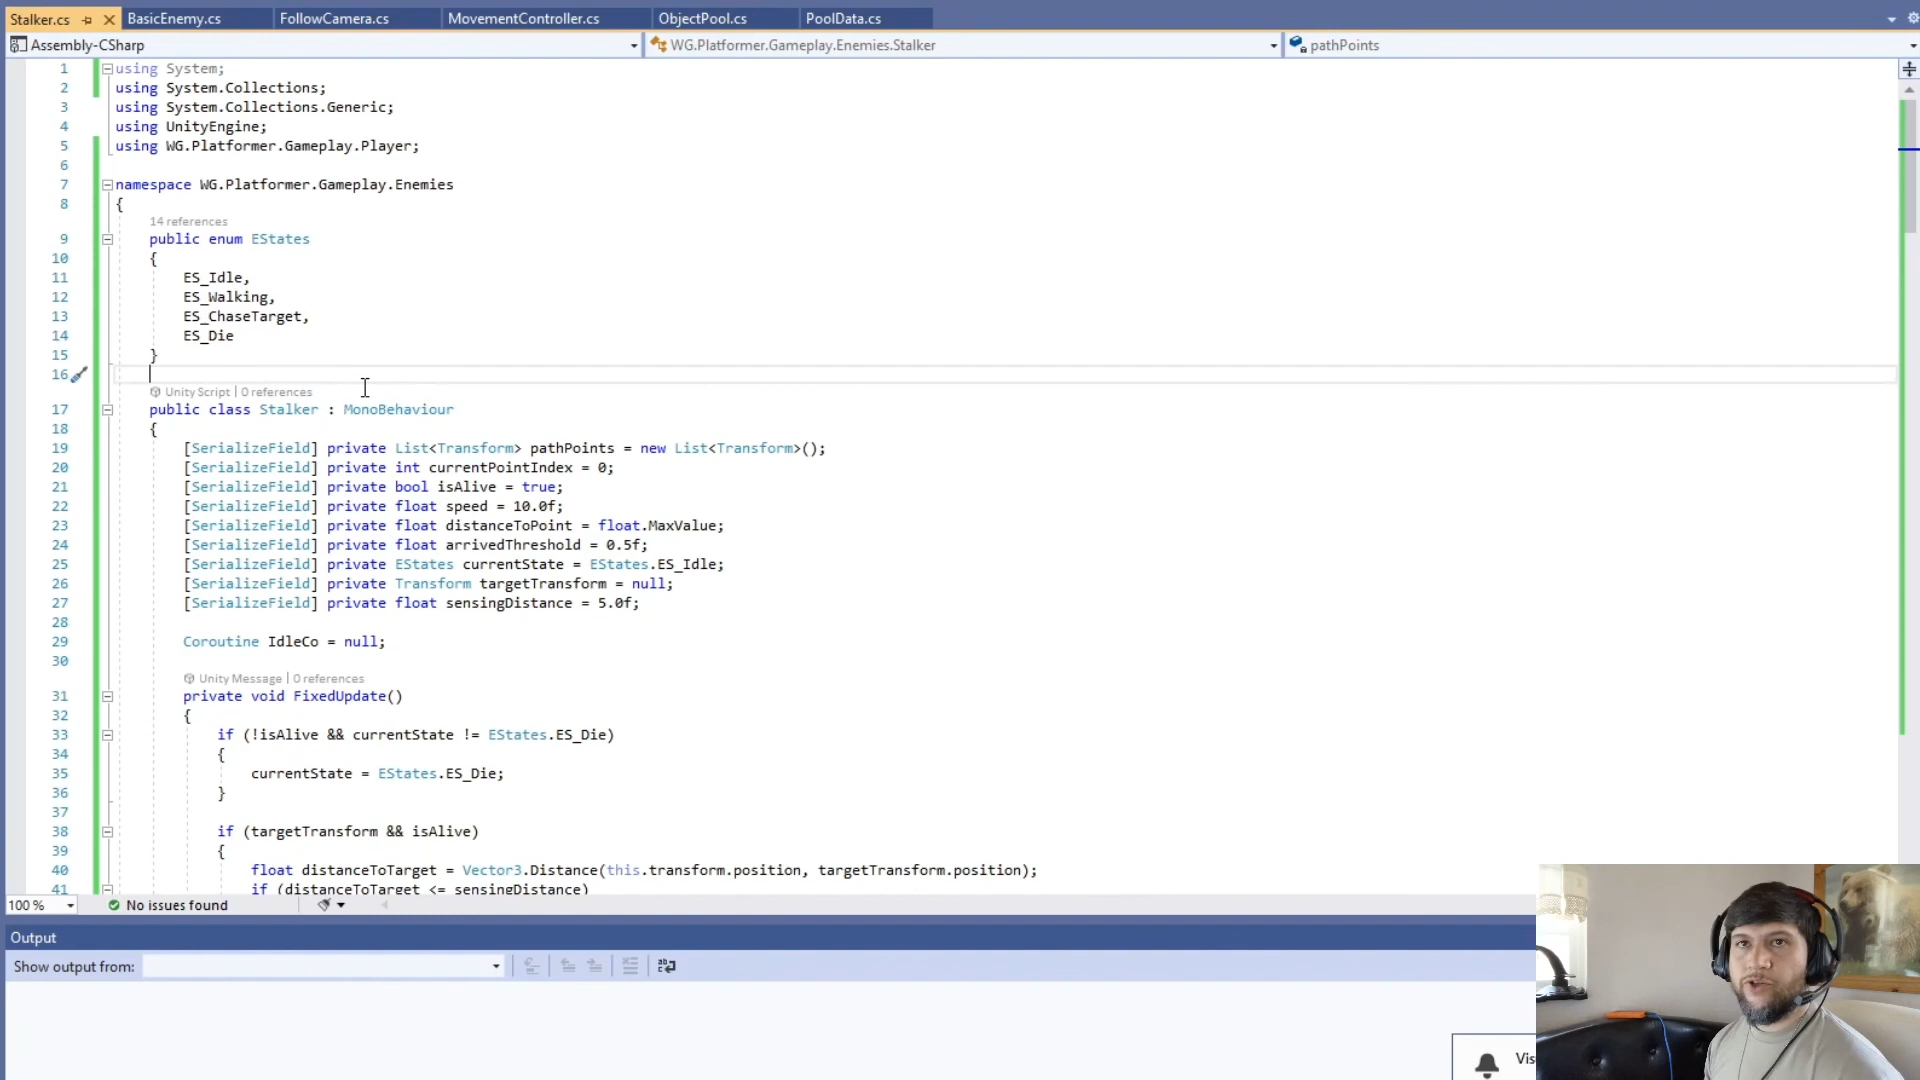 Stalker.cs BasicEnemy.cs FollowCamera.cs MovementController.cs ObjectPool.cs PoolData.cs
Assembly-CSharp WG.Platformer.Gameplay.Enemies.Stalker pathPoints
1 using System;
2 using System.Collections;
3 using System.Collections.Generic;
4 using UnityEngine;
5 using WG.Platformer.Gameplay.Player;
6
7 namespace WG.Platformer.Gameplay.Enemies
8 {
14 references
9 public enum EStates
10 {
11 ES_Idle,
12 ES_Walking,
13 ES_ChaseTarget,
14 ES_Die
15 }
16
Unity Script | 0 references
17 public class Stalker : MonoBehaviour
18 {
19 [SerializeField] private List<Transform> pathPoints = new List<Transform>();
20 [SerializeField] private int currentPointIndex = 0;
21 [SerializeField] private bool isAlive = true;
22 [SerializeField] private float speed = 10.0f;
23 [SerializeField] private float distanceToPoint = float.MaxValue;
24 [SerializeField] private float arrivedThreshold = 0.5f;
25 [SerializeField] private EStates currentState = EStates.ES_Idle;
26 [SerializeField] private Transform targetTransform = null;
27 [SerializeField] private float sensingDistance = 5.0f;
28
29 Coroutine IdleCo = null;
30
Unity Message | 0 references
31 private void FixedUpdate()
32 {
33 if (!isAlive && currentState != EStates.ES_Die)
34 {
35 currentState = EStates.ES_Die;
36 }
37
38 if (targetTransform && isAlive)
39 {
40 float distanceToTarget = Vector3.Distance(this.transform.position, targetTransform.position);
41 if (distanceToTarget <= sensingDistance)
100 % No issues found
Output
Show output from:
Vis